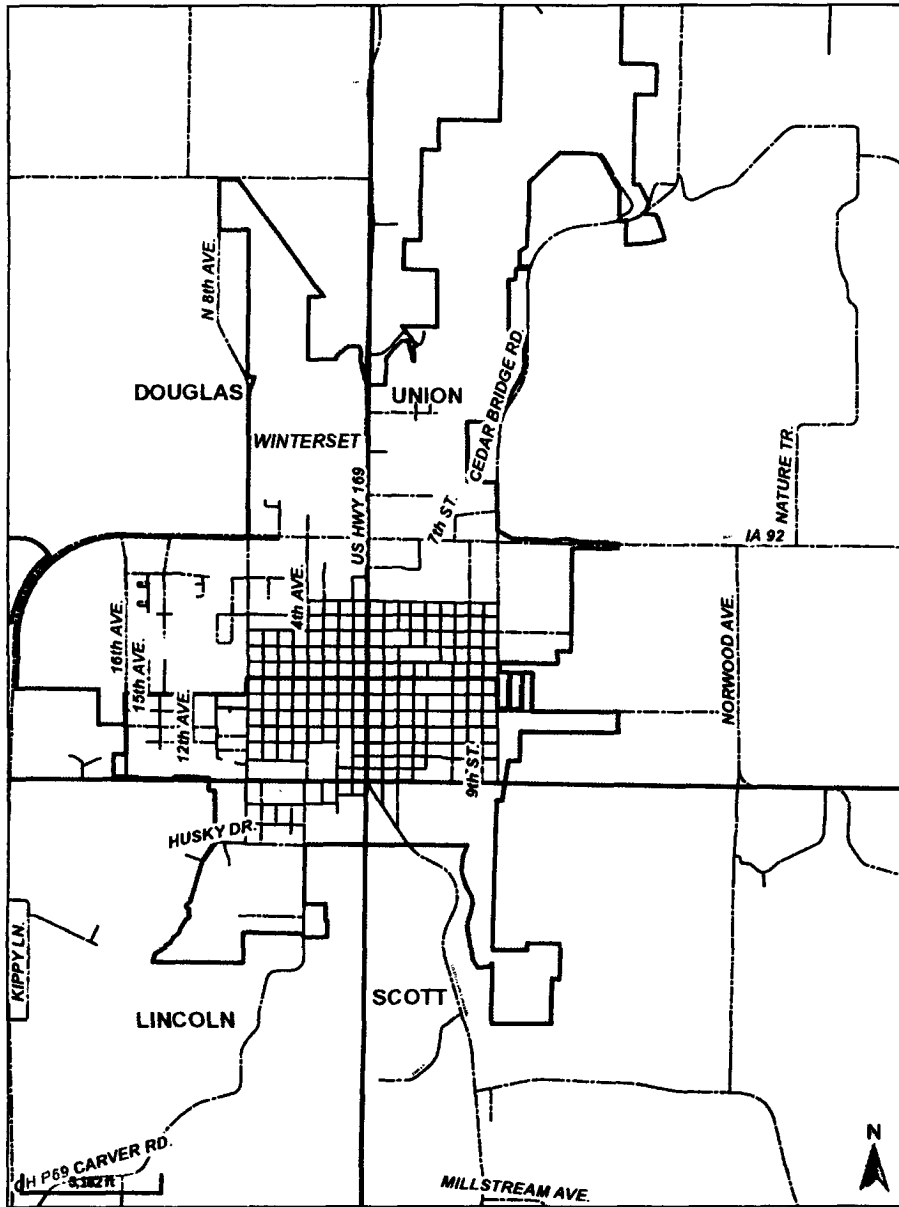 N 8th AVE.
DOUGLAS
UNION
WINTERSET
CEDAR BRIDGE RD.
NATURE TR.
US HWY 169
7th ST.
IA 92
4th AVE.
16th AVE.
15th AVE.
12th AVE.
NORWOOD AVE.
9th ST.
HUSKY DR.
KIPPY LN.
SCOTT
LINCOLN
N
P69 CARVER RD.
MILLSTREAM AVE.